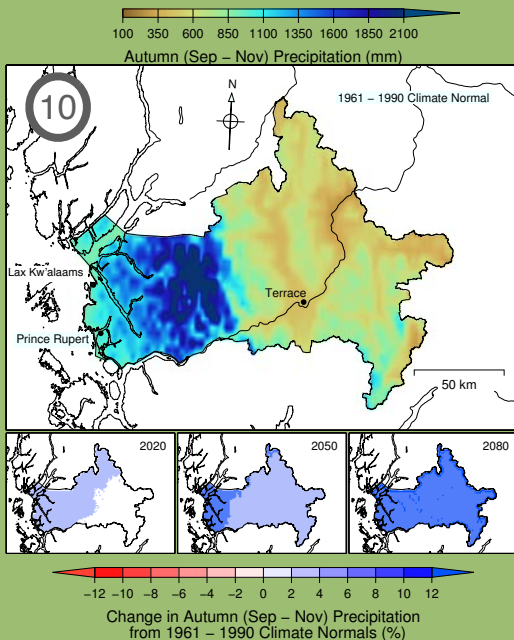 100 350 600 850 1100 1350 1600 1850 2100
Autumn (Sep − Nov) Precipitation (mm)
10
N
1961 − 1990 Climate Normal
Lax Kw'alaams
Terrace
Prince Rupert
50 km
2020
2050
2080
−12 −10 −8 −6 −4 −2 0 2 4 6 8 10 12
Change in Autumn (Sep − Nov) Precipitation
from 1961 − 1990 Climate Normals (%)